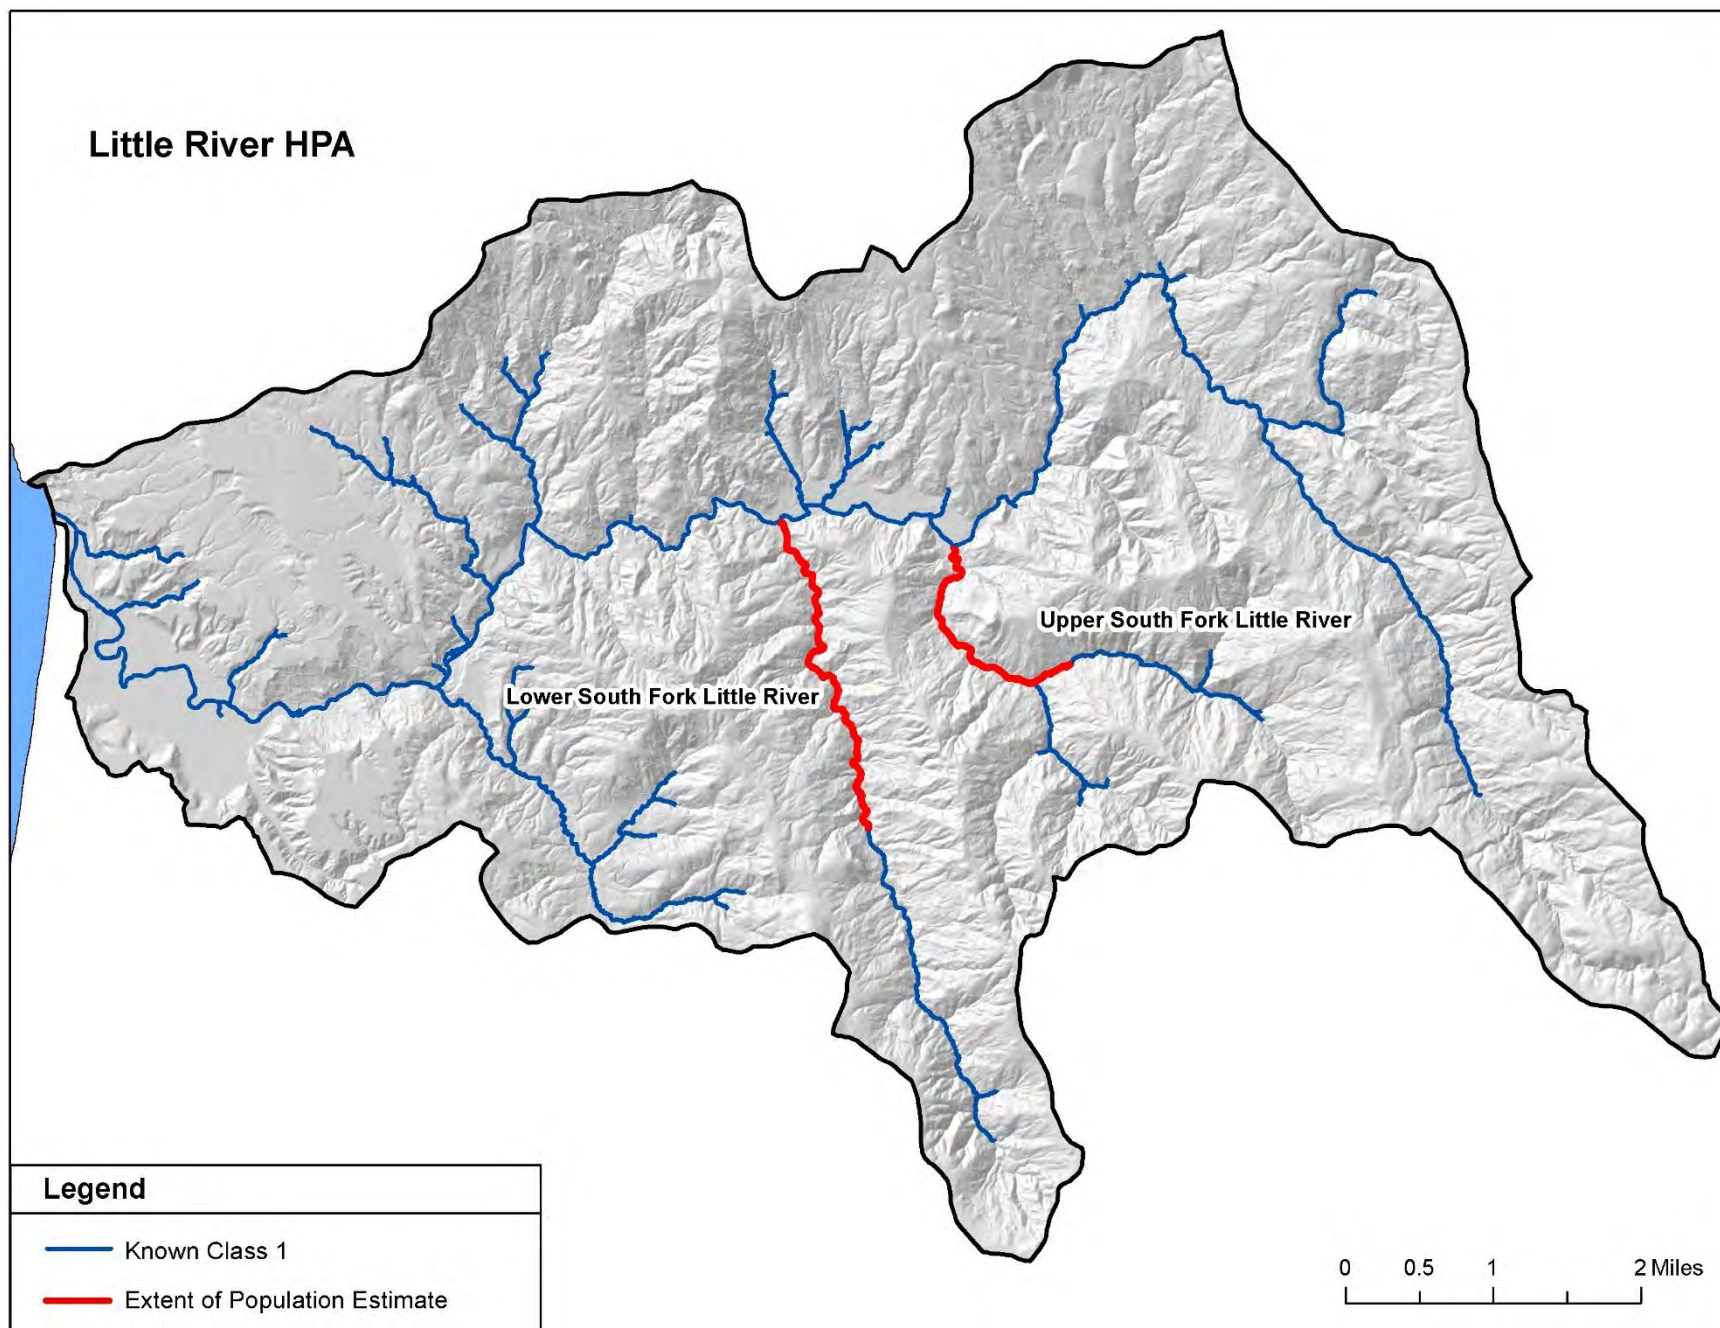 Little River HPA
Upper South Fork Little River
Lower South Fork Little River
Legend
Known Class 1
Extent of Population Estimate
0 0.5 1 2 Miles